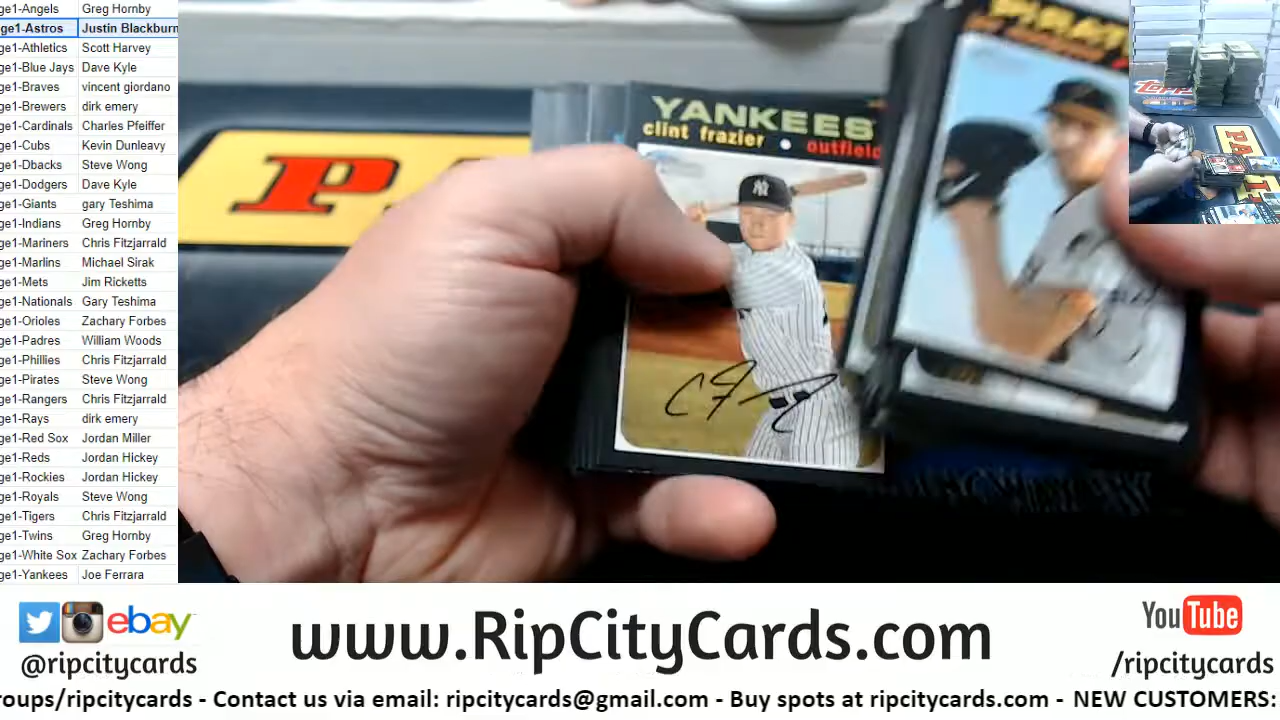 ge1-Angels Greg Hornby
ge1-Astros Justin Blackburn
ge1-Athletics Scott Harvey
ge1-Blue Jays Dave Kyle
ge1-Braves vincent giordano
ge1-Brewers dirk emery
ge1-Cardinals Charles Pfeiffer
ge1-Cubs Kevin Dunleavy
ge1-Dbacks Steve Wong
ge1-Dodgers Dave Kyle
ge1-Giants gary Teshima
ge1-Indians Greg Hornby
ge1-Mariners Chris Fitzjarrald
ge1-Marlins Michael Sirak
ge1-Mets Jim Ricketts
ge1-Nationals Gary Teshima
ge1-Orioles Zachary Forbes
ge1-Padres William Woods
ge1-Phillies Chris Fitzjarrald
ge1-Pirates Steve Wong
ge1-Rangers Chris Fitzjarrald
ge1-Rays dirk emery
ge1-Red Sox Jordan Miller
ge1-Reds Jordan Hickey
ge1-Rockies Jordan Hickey
ge1-Royals Steve Wong
ge1-Tigers Chris Fitzjarrald
ge1-Twins Greg Hornby
ge1-White Sox Zachary Forbes
ge1-Yankees Joe Ferrara
PA
YANKEES
clint frazier • outfield
PIRAT
Topps
ebay
@ripcitycards
www.RipCityCards.com
YouTube
/ripcitycards
roups/ripcitycards - Contact us via email: ripcitycards@gmail.com - Buy spots at ripcitycards.com - NEW CUSTOMERS: